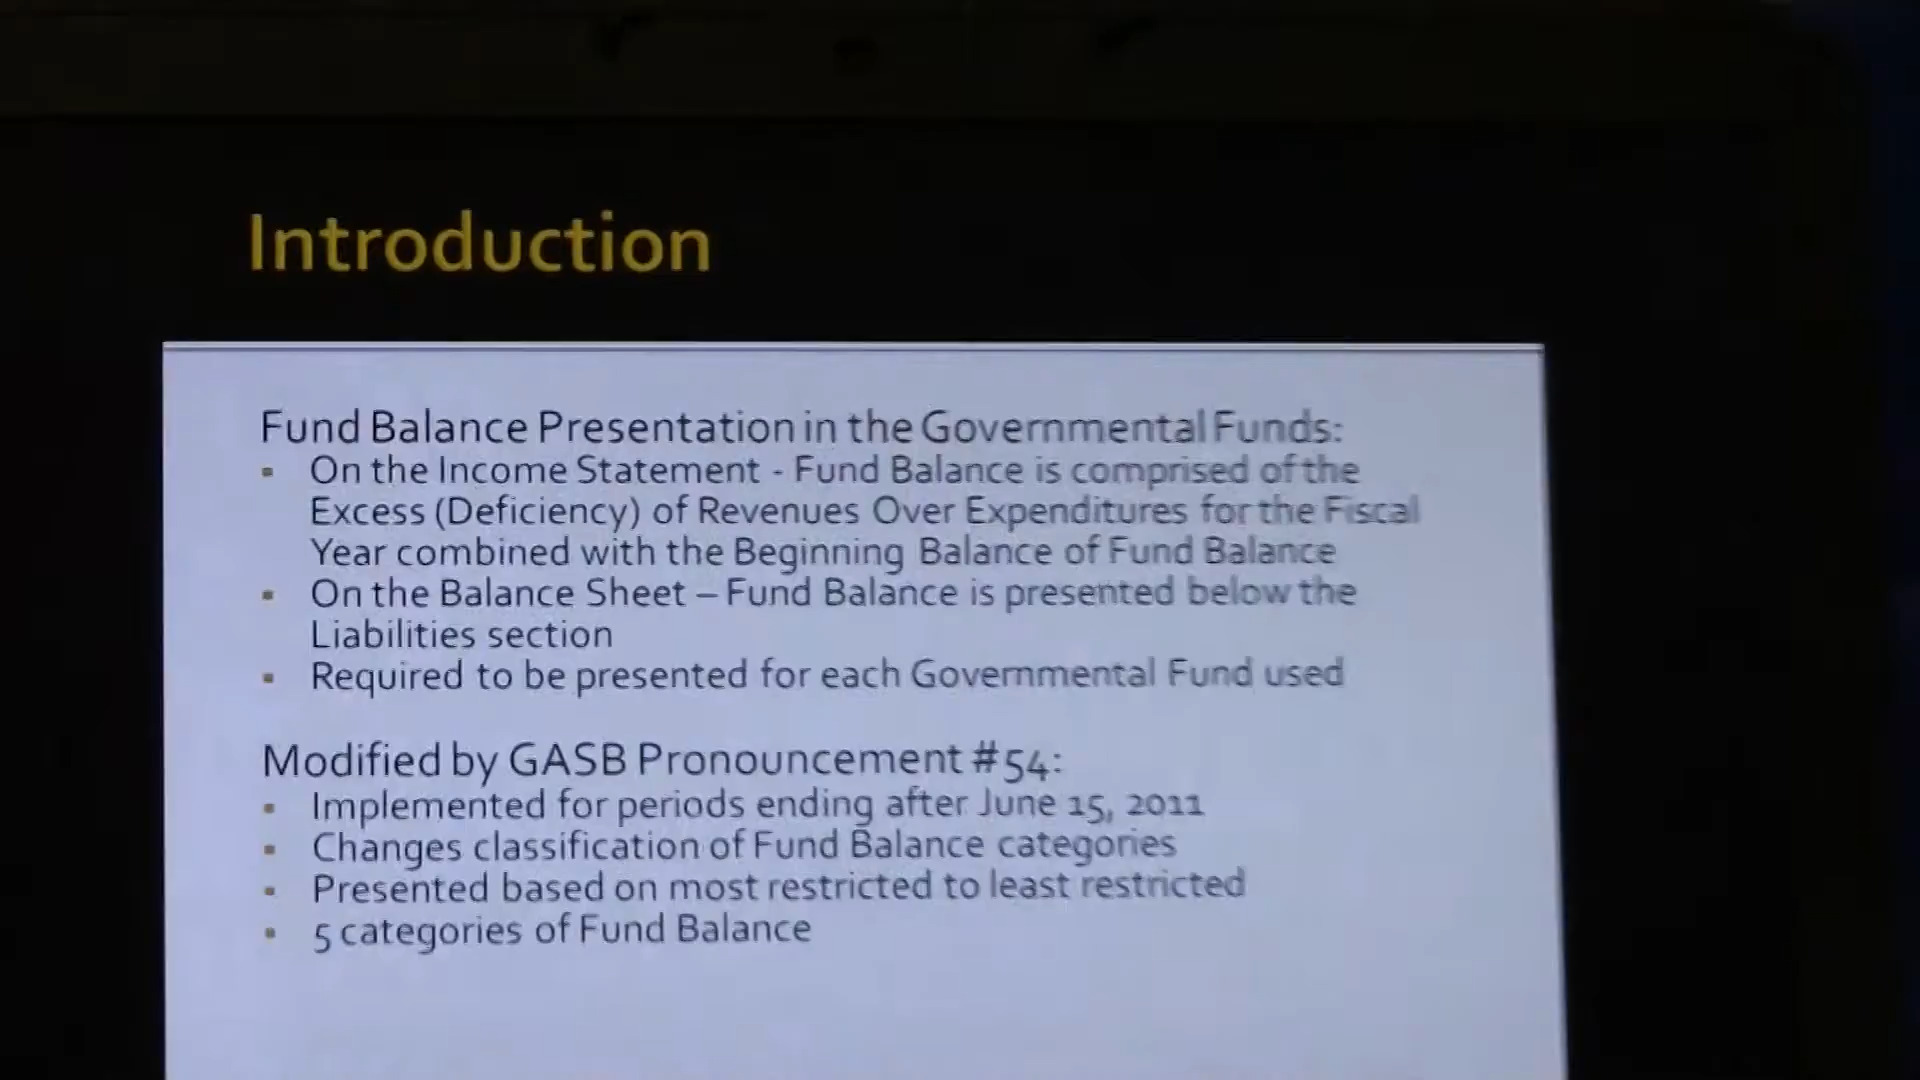 Introduction
Fund Balance Presentation in the Governmental Funds:
▪ On the Income Statement - Fund Balance is comprised of the
Excess (Deficiency) of Revenues Over Expenditures for the Fiscal
Year combined with the Beginning Balance of Fund Balance
▪ On the Balance Sheet – Fund Balance is presented below the
Liabilities section
▪ Required to be presented for each Governmental Fund used
Modified by GASB Pronouncement #54:
▪ Implemented for periods ending after June 15, 2011
▪ Changes classification of Fund Balance categories
▪ Presented based on most restricted to least restricted
▪ 5 categories of Fund Balance